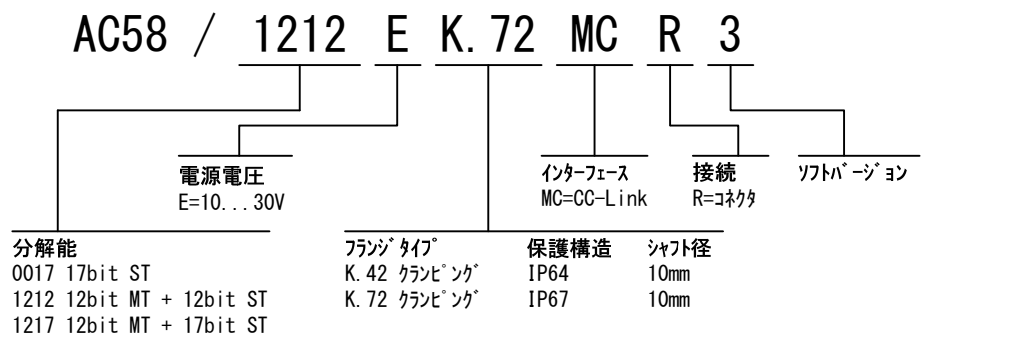 AC58 / 1212 E K.72 MC R 3
電源電圧
E=10...30V
ｲﾝﾀｰﾌｪｰｽ
MC=CC-Link
接続
R=ｺﾈｸﾀ
ｿﾌﾄﾊﾞｰｼﾞｮﾝ
分解能
0017 17bit ST
1212 12bit MT + 12bit ST
1217 12bit MT + 17bit ST
ﾌﾗﾝｼﾞﾀｲﾌﾟ 保護構造 ｼｬﾌﾄ径
K.42 ｸﾗﾝﾋﾟﾝｸﾞ IP64 10mm
K.72 ｸﾗﾝﾋﾟﾝｸﾞ IP67 10mm